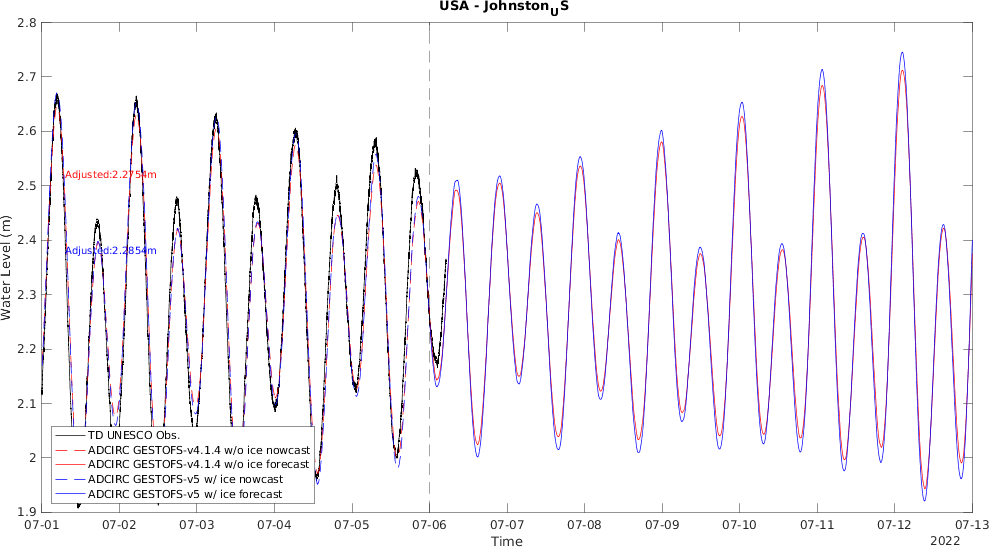 USA - Johnston_US
2.8
2.7
2.6
2.5
2.4
2.3
2.2
2.1
2
1.9
Water Level (m)
Adjusted:2.2754m
Adjusted:2.2854m
TD UNESCO Obs.
ADCIRC GESTOFS-v4.1.4 w/o ice nowcast
ADCIRC GESTOFS-v4.1.4 w/o ice forecast
ADCIRC GESTOFS-v5 w/ ice nowcast
ADCIRC GESTOFS-v5 w/ ice forecast
07-01 07-02 07-03 07-04 07-05 07-06 07-07 07-08 07-09 07-10 07-11 07-12 07-13
Time
2022